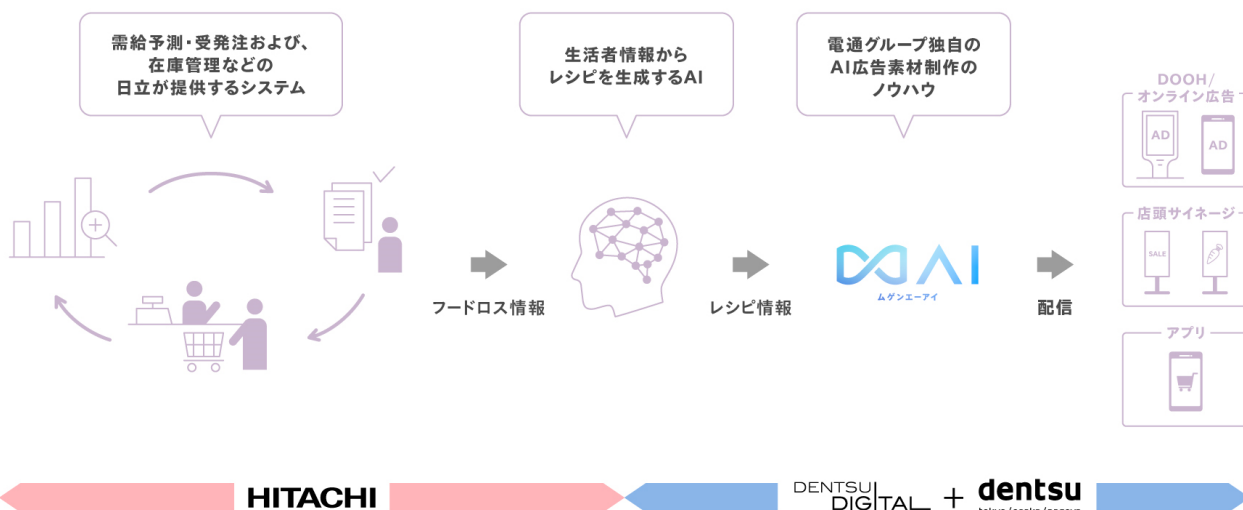 需給予測・受発注および、
在庫管理などの
日立が提供するシステム
生活者情報から
レシピを生成するAI
電通グループ独自の
AI広告素材制作の
ノウハウ
DOOH/
オンライン広告
AD
AD
店頭サイネージ
SALE
アプリ
フードロス情報
レシピ情報
AI
ムゲンエーアイ
配信
HITACHI
DENTSU
DIGITAL
+
dentsu